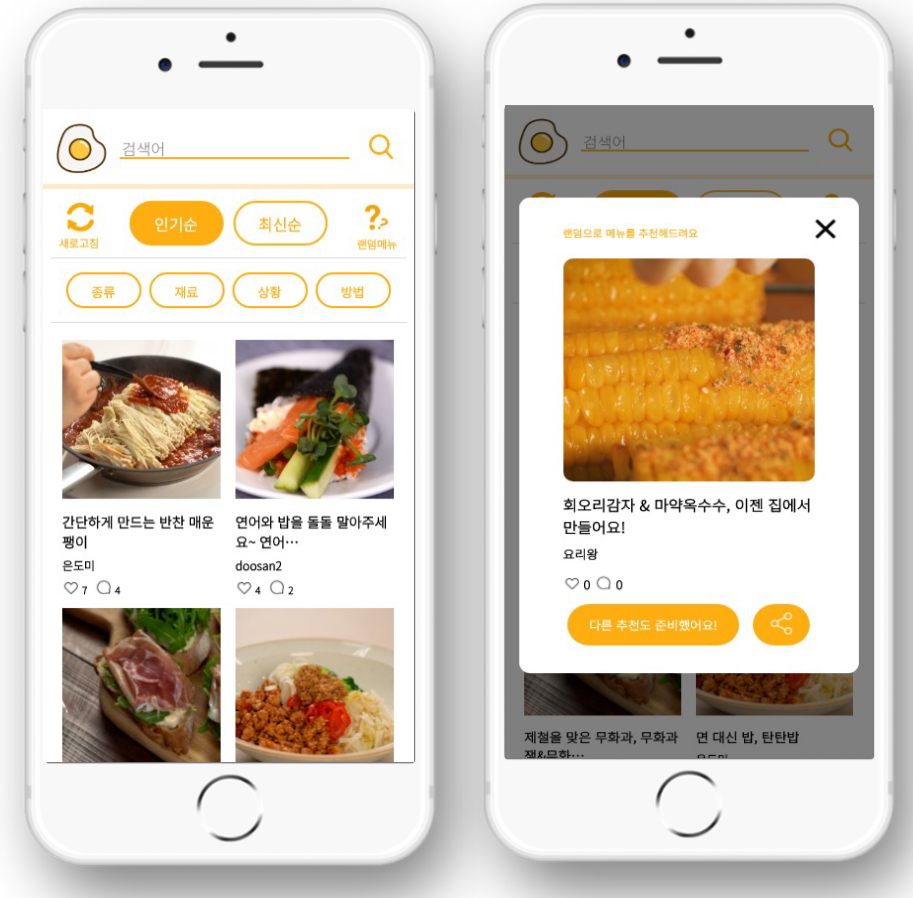 검색어
인기순
최신순
새로고침
랜덤메뉴
종류
재료
상황
방법
간단하게 만드는 반찬 매운
팽이
은도미
7
4
연어와 밥을 돌돌 말아주세
요~ 연어…
doosan2
4
2
검색어
랜덤으로 메뉴를 추천해드려요
회오리감자 & 마약옥수수, 이젠 집에서
만들어요!
요리왕
0
0
다른 추천도 준비했어요!
제철을 맞은 무화과, 무화과
잼&무화…
면 대신 밥, 탄탄밥